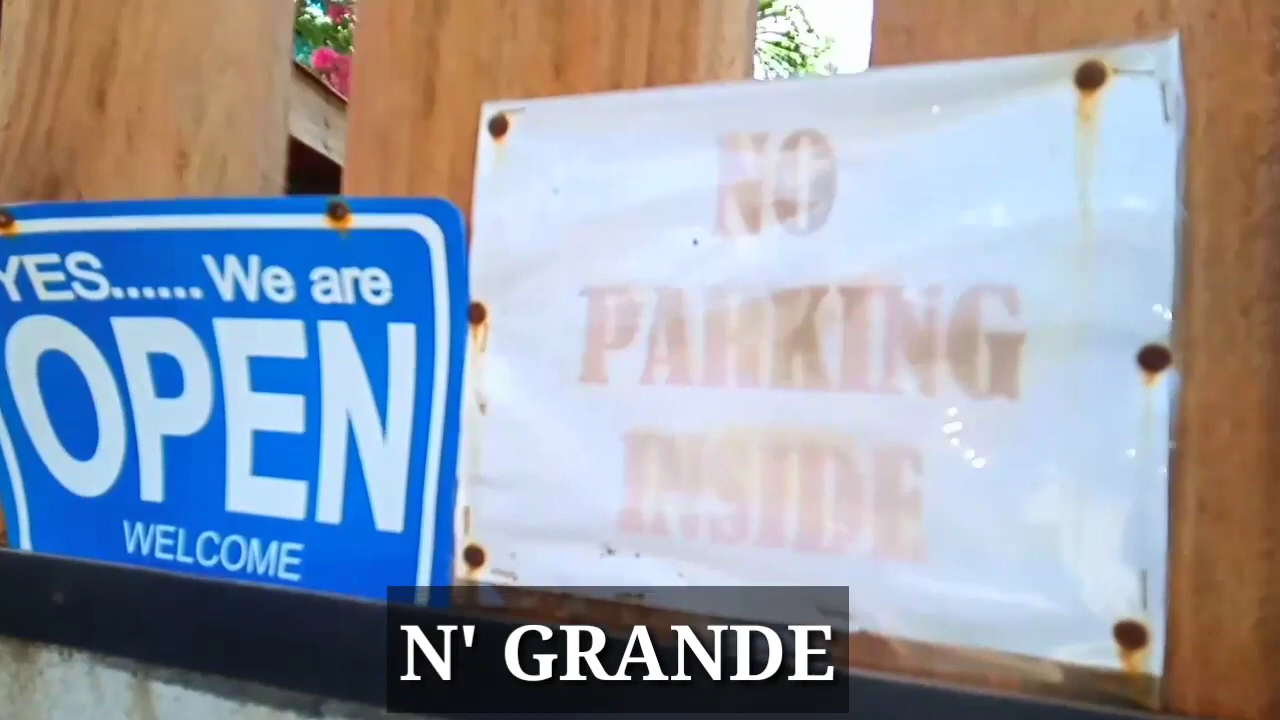 YES......We are
OPEN
WELCOME
NO
PARKING
INSIDE
N' GRANDE